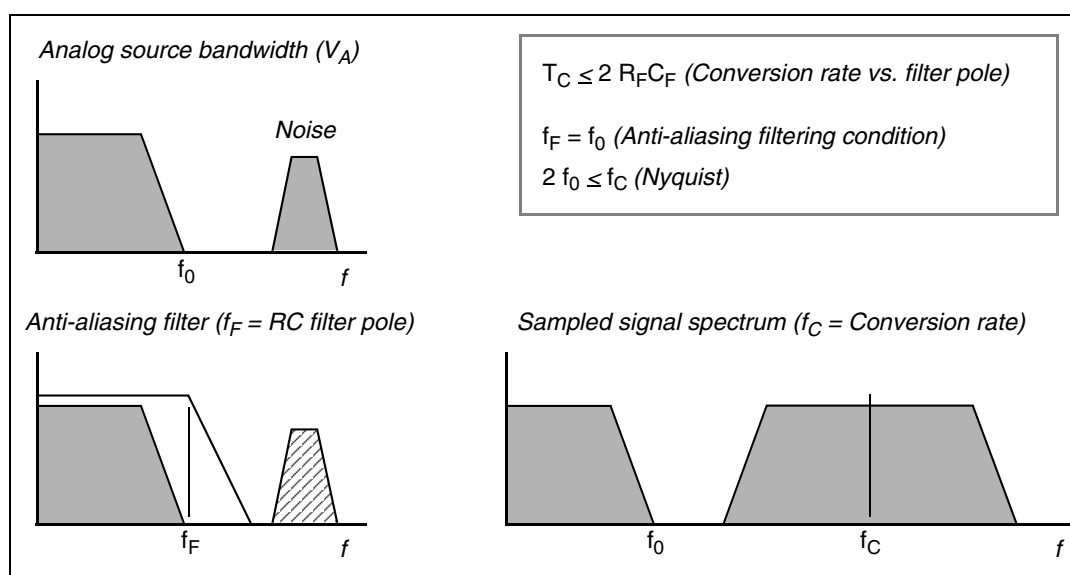 Analog source bandwidth (VA)
Noise
f0
f
TC ≤ 2 RFCF (Conversion rate vs. filter pole)
fF = f0 (Anti-aliasing filtering condition)
2 f0 ≤ fC (Nyquist)
Anti-aliasing filter (fF = RC filter pole)
fF
f
Sampled signal spectrum (fC = Conversion rate)
f0
fC
f